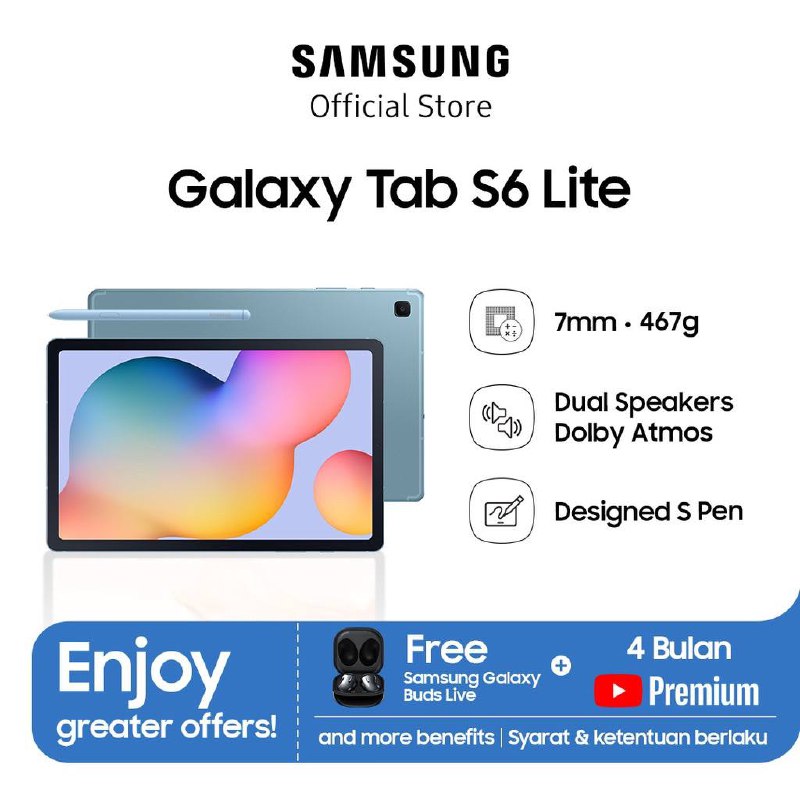 SAMSUNG
Official Store
Galaxy Tab S6 Lite
7mm • 467g
Dual Speakers
Dolby Atmos
Designed S Pen
Enjoy
greater offers!
Free
Samsung Galaxy
Buds Live
+
4 Bulan
Premium
and more benefits | Syarat & ketentuan berlaku